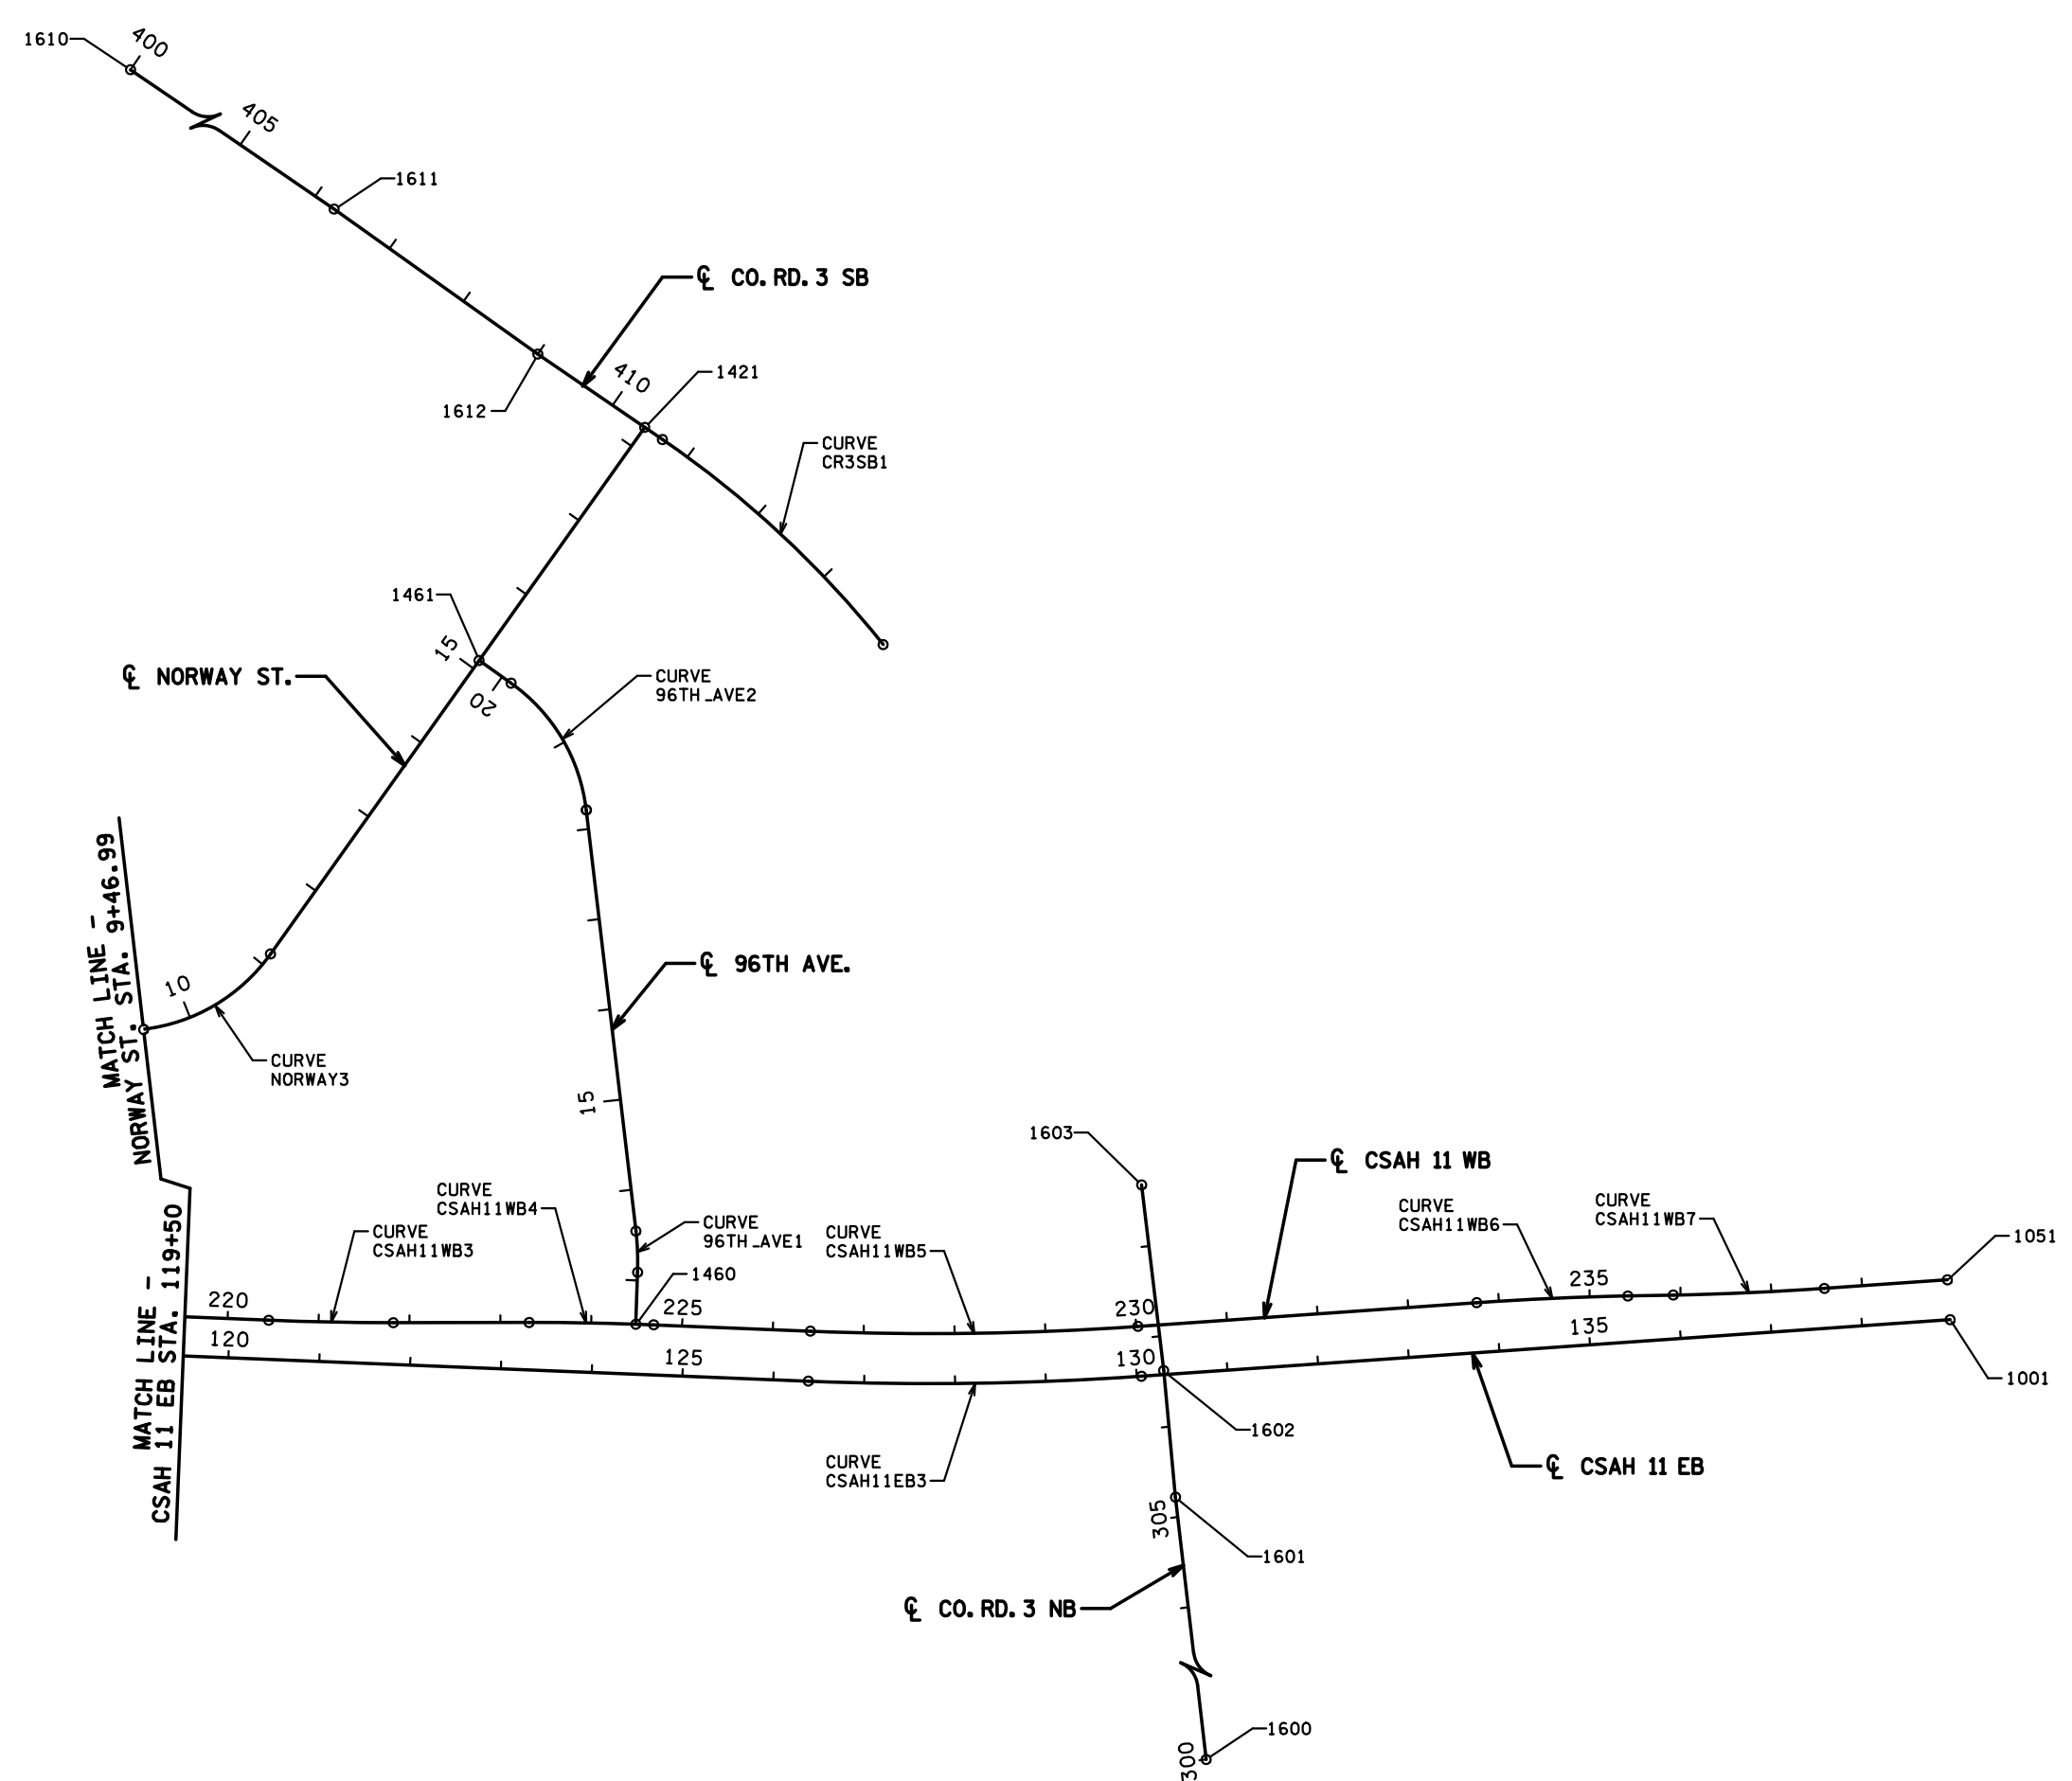 1610
400
405
1611
℄ CO. RD. 3 SB
410
1421
1612
CURVE
CR3SB1
1461
15
℄ NORWAY ST.
20
CURVE
96TH_AVE2
MATCH LINE -
NORWAY ST. STA. 9+46.99
℄ 96TH AVE.
10
CURVE
NORWAY3
15
1603
℄ CSAH 11 WB
CURVE
CSAH11WB4
CURVE
CSAH11WB3
CURVE
96TH_AVE1
CURVE
CSAH11WB5
CURVE
CSAH11WB6
CURVE
CSAH11WB7
1051
1460
MATCH LINE -
CSAH 11 EB STA. 119+50
220
225
230
235
120
125
130
135
1001
1602
CURVE
CSAH11EB3
℄ CSAH 11 EB
305
1601
℄ CO. RD. 3 NB
1600
300